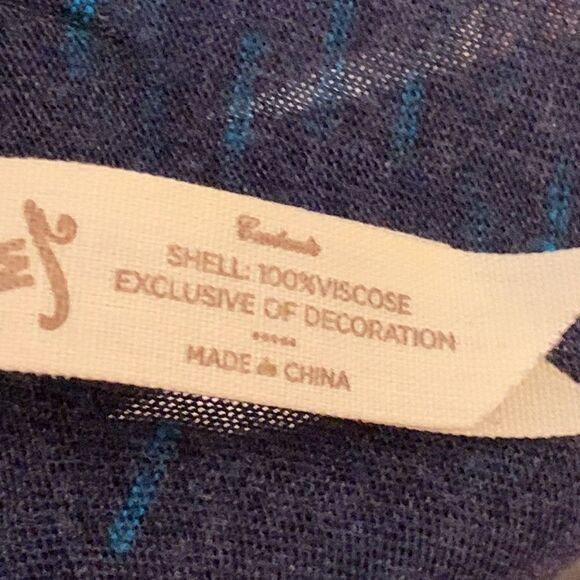 Contents
SHELL: 100%VISCOSE
EXCLUSIVE OF DECORATION
MADE in CHINA